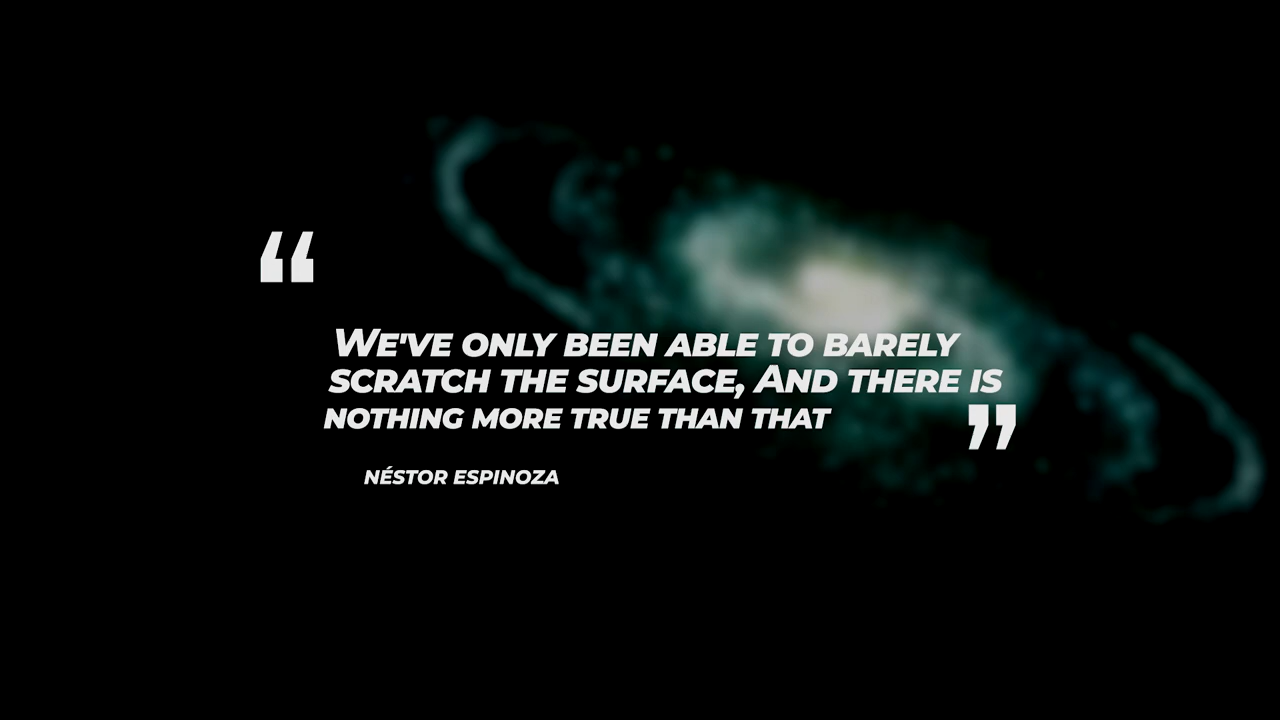 “
WE'VE ONLY BEEN ABLE TO BARELY
SCRATCH THE SURFACE, AND THERE IS
NOTHING MORE TRUE THAN THAT
”
NÉSTOR ESPINOZA